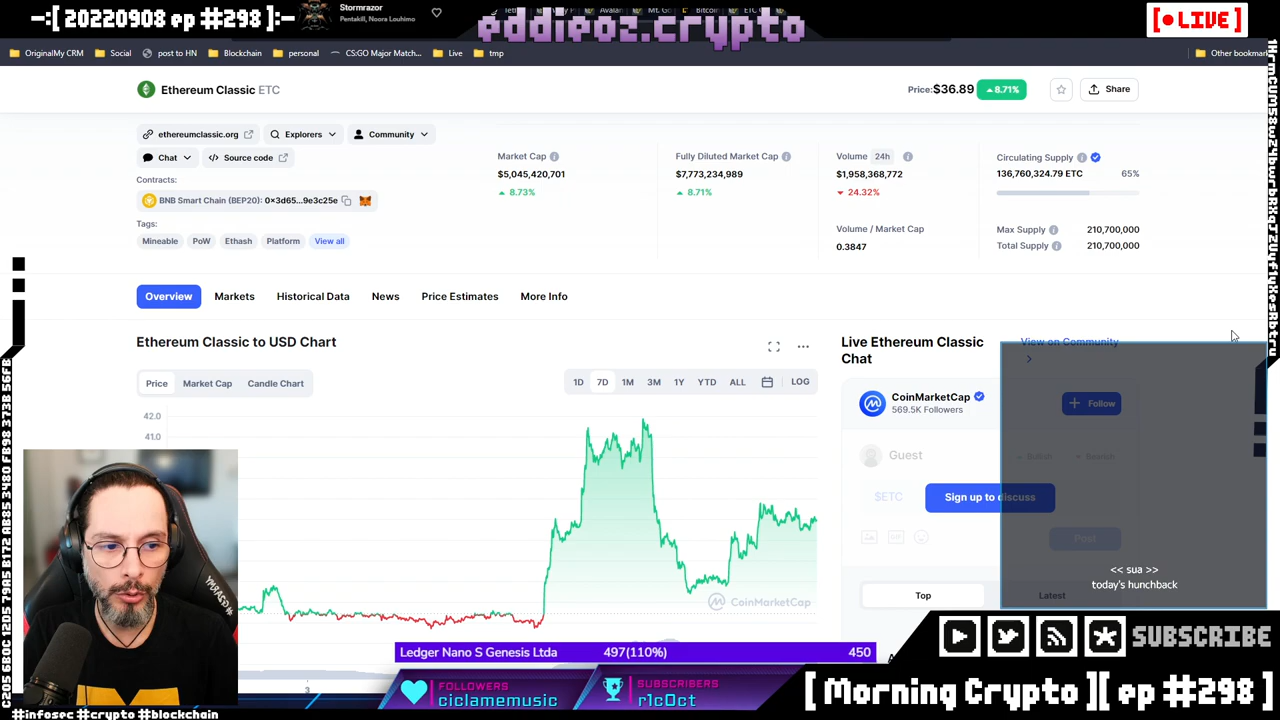 -:[ 20220908 ep #298 ]:-
Stormrazor
Pentakill, Noora Louhimo
eddieoz.crypto
[● LIVE]
OriginalMy CRM
Social
post to HN
Blockchain
personal
CS:GO Major Match...
Live
tmp
Other bookmar
Ethereum Classic ETC
Price:$36.89
8.71%
Share
ethereumclassic.org
Explorers
Community
Chat
Source code
Contracts:
BNB Smart Chain (BEP20): 0x3d65...9e3c25e
Tags:
Mineable
PoW
Ethash
Platform
View all
Market Cap
$5,045,420,701
8.73%
Fully Diluted Market Cap
$7,773,234,989
8.71%
Volume 24h
$1,958,368,772
24.32%
Volume / Market Cap
0.3847
Circulating Supply
136,760,324.79 ETC
65%
Max Supply
210,700,000
Total Supply
210,700,000
Overview
Markets
Historical Data
News
Price Estimates
More Info
Ethereum Classic to USD Chart
Price
Market Cap
Candle Chart
1D
7D
1M
3M
1Y
YTD
ALL
LOG
42.0
41.0
CoinMarketCap
3
Live Ethereum Classic
Chat
View on Community
CoinMarketCap
569.5K Followers
Follow
Guest
Bullish
Bearish
$ETC
Sign up to discuss
Post
<< sua >>
today's hunchback
Top
Latest
Ledger Nano S Genesis Ltda
497(110%)
450
FOLLOWERS
ciclamemusic
SUBSCRIBERS
r1c0ct
SUBSCRIBE
[ Morning Crypto ][ ep #298 ]
#infosec #crypto #blockchain